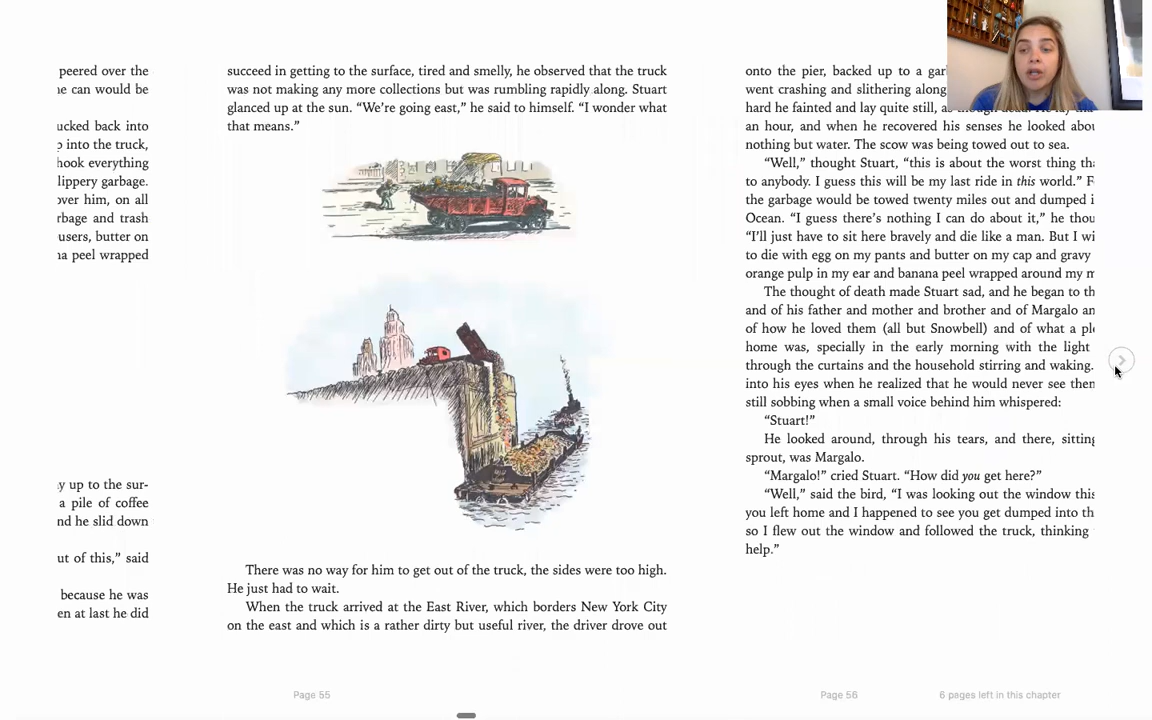 peered over the
e can would be
ucked back into
into the truck,
hook everything
lippery garbage.
over him, on all
rbage and trash
users, butter on
na peel wrapped
y up to the sur-
a pile of coffee
nd he slid down
ut of this,” said
because he was
en at last he did
succeed in getting to the surface, tired and smelly, he observed that the truck
was not making any more collections but was rumbling rapidly along. Stuart
glanced up at the sun. “We’re going east,” he said to himself. “I wonder what
that means.”
There was no way for him to get out of the truck, the sides were too high.
He just had to wait.
When the truck arrived at the East River, which borders New York City
on the east and which is a rather dirty but useful river, the driver drove out
Page 55
onto the pier, backed up to a gar
went crashing and slithering along
hard he fainted and lay quite still, as though dead. He lay
an hour, and when he recovered his senses he looked abou
nothing but water. The scow was being towed out to sea.
“Well,” thought Stuart, “this is about the worst thing tha
to anybody. I guess this will be my last ride in this world.” F
the garbage would be towed twenty miles out and dumped i
Ocean. “I guess there’s nothing I can do about it,” he thou
“I’ll just have to sit here bravely and die like a man. But I wi
to die with egg on my pants and butter on my cap and gravy
orange pulp in my ear and banana peel wrapped around my m
The thought of death made Stuart sad, and he began to th
and of his father and mother and brother and of Margalo an
of how he loved them (all but Snowbell) and of what a ple
home was, specially in the early morning with the light
through the curtains and the household stirring and waking.
into his eyes when he realized that he would never see them
still sobbing when a small voice behind him whispered:
“Stuart!”
He looked around, through his tears, and there, sitting
sprout, was Margalo.
“Margalo!” cried Stuart. “How did you get here?”
“Well,” said the bird, “I was looking out the window this
you left home and I happened to see you get dumped into th
so I flew out the window and followed the truck, thinking
help.”
Page 56
6 pages left in this chapter